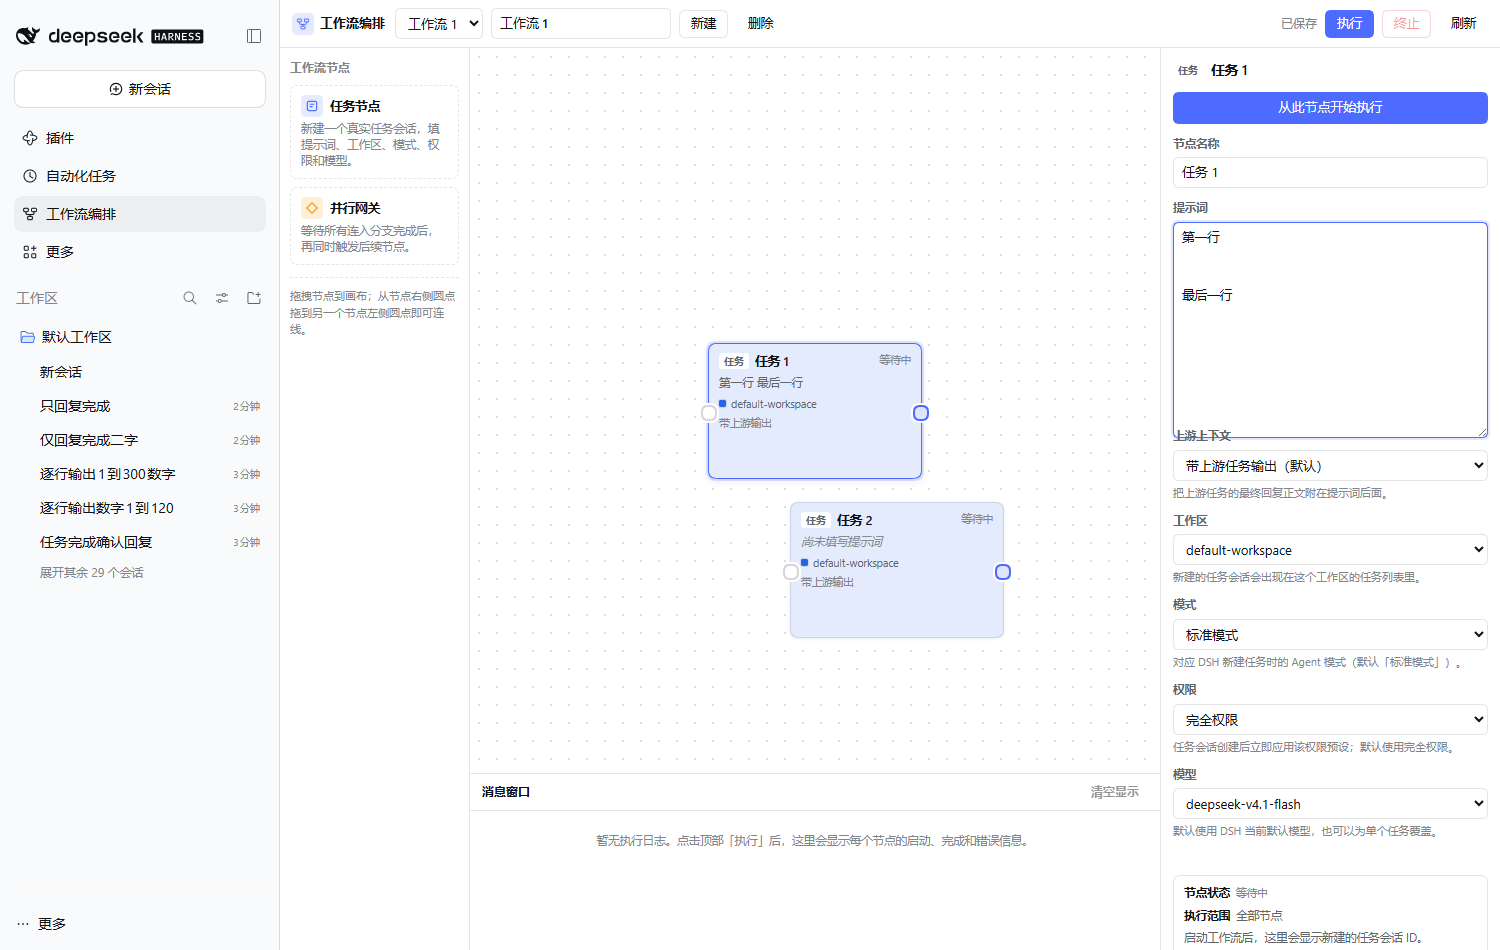 deepseek HARNESS
新会话
插件
自动化任务
工作流编排
更多
工作区
默认工作区
新会话
只回复完成 2 分钟
仅回复完成二字 2 分钟
逐行输出 1 到 300 数字 3 分钟
逐行输出数字 1 到 120 3 分钟
任务完成确认回复 3 分钟
展开其余 29 个会话
··· 更多
工作流编排 工作流 1 工作流 1 新建 删除 已保存 执行 终止 刷新
工作流节点
任务节点
新建一个真实任务会话，填
提示词、工作区、模式、权
限和模型。
并行网关
等待所有连入分支完成后，
再同时触发后续节点。
拖拽节点到画布；从节点右侧圆点
拖到另一个节点左侧圆点即可连
线。
任务 任务 1 等待中
第一行 最后一行
default-workspace
带上游输出
任务 任务 2 等待中
尚未填写提示词
default-workspace
带上游输出
消息窗口 清空显示
暂无执行日志。点击顶部「执行」后，这里会显示每个节点的启动、完成和错误信息。
任务 任务 1
从此节点开始执行
节点名称
任务 1
提示词
第一行
最后一行
上游上下文
带上游任务输出（默认）
把上游任务的最终回复正文附在提示词后面。
工作区
default-workspace
新建的任务会话会出现在这个工作区的任务列表里。
模式
标准模式
对应 DSH 新建任务时的 Agent 模式（默认「标准模式」）。
权限
完全权限
任务会话创建后立即应用该权限预设；默认使用完全权限。
模型
deepseek-v4.1-flash
默认使用 DSH 当前默认模型，也可以为单个任务覆盖。
节点状态 等待中
执行范围 全部节点
启动工作流后，这里会显示新建的任务会话 ID。